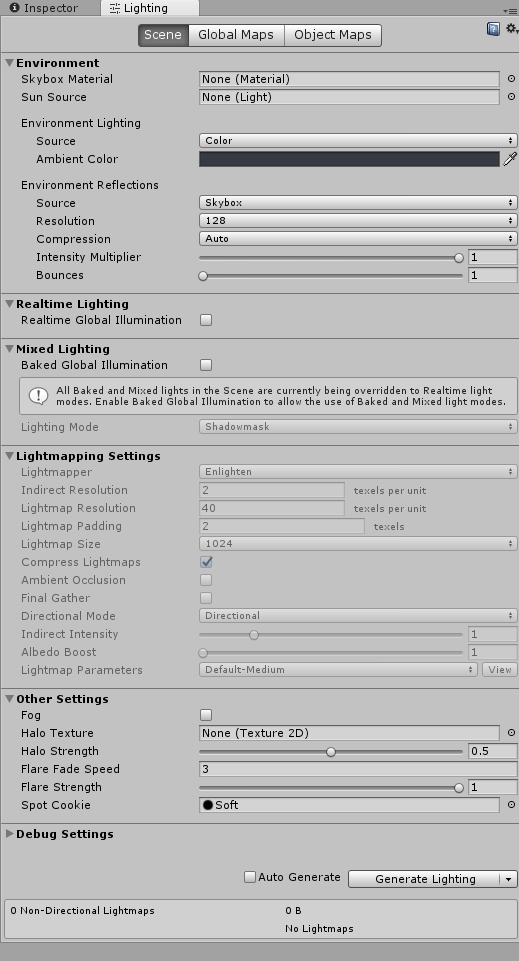 Inspector Lighting
Scene Global Maps Object Maps
Environment
Skybox Material None (Material)
Sun Source None (Light)
Environment Lighting
Source Color
Ambient Color
Environment Reflections
Source Skybox
Resolution 128
Compression Auto
Intensity Multiplier 1
Bounces 1
Realtime Lighting
Realtime Global Illumination
Mixed Lighting
Baked Global Illumination
All Baked and Mixed lights in the Scene are currently being overridden to Realtime light
modes. Enable Baked Global Illumination to allow the use of Baked and Mixed light modes.
Lighting Mode Shadowmask
Lightmapping Settings
Lightmapper Enlighten
Indirect Resolution 2 texels per unit
Lightmap Resolution 40 texels per unit
Lightmap Padding 2 texels
Lightmap Size 1024
Compress Lightmaps
Ambient Occlusion
Final Gather
Directional Mode Directional
Indirect Intensity 1
Albedo Boost 1
Lightmap Parameters Default-Medium View
Other Settings
Fog
Halo Texture None (Texture 2D)
Halo Strength 0.5
Flare Fade Speed 3
Flare Strength 1
Spot Cookie Soft
Debug Settings
Auto Generate Generate Lighting
0 Non-Directional Lightmaps 0 B
No Lightmaps